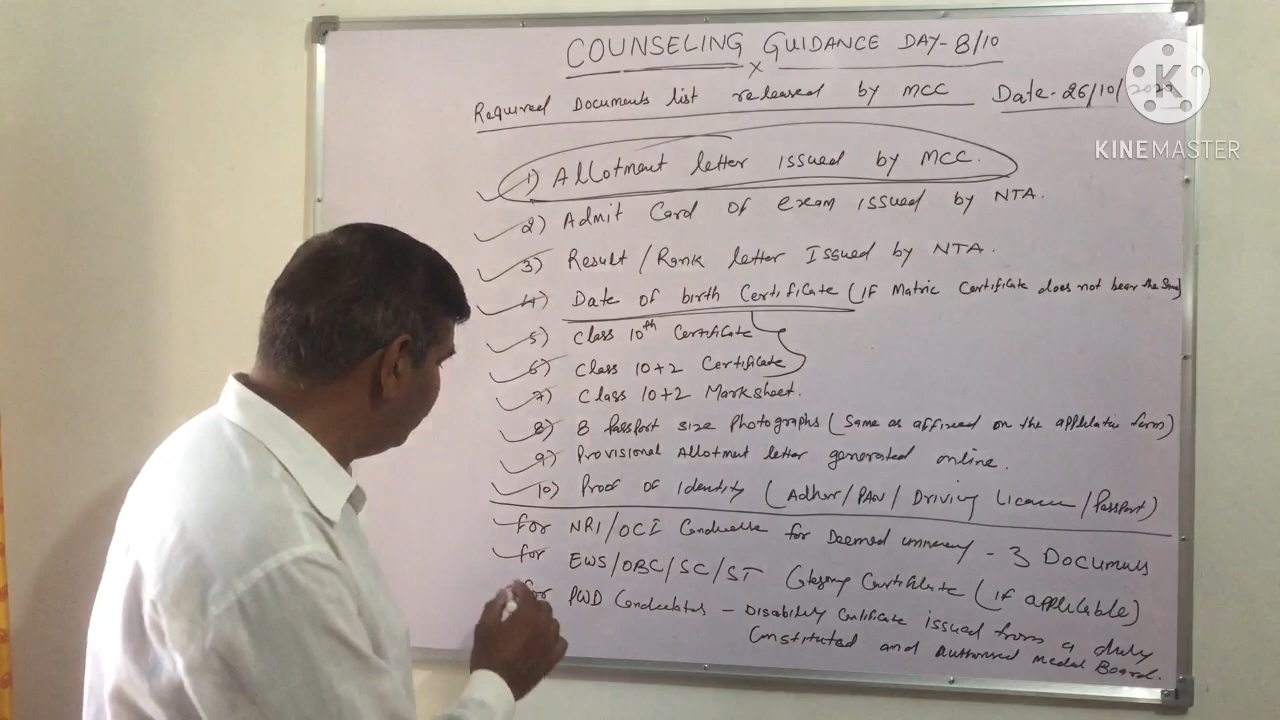 COUNSELING GUIDANCE DAY-8/10
x
Required Documents list released by MCC Date-26/10/
1) Allotment letter issued by MCC.
2) Admit Card of exam issued by NTA.
3) Result/Rank letter Issued by NTA.
4) Date of birth Certificate (IF Matric Certificate does not bear the Same)
5) Class 10th Certificate
6) Class 10+2 Certificate
7) Class 10+2 Marksheet.
8) 8 Passport size Photographs (Same as affixed on the application form)
9) Provisional Allotment letter generated online.
10) Proof of Identity (Adhar/PAN/Driving Licence/Passport)
For NRI/OCI Candidate for Deemed university - 3 Documents
For EWS/OBC/SC/ST Category Certificate (if applicable)
For PWD Candidates - Disability Certificate issued from a duly
Constituted and authorised medical Board.
K
KINEMASTER